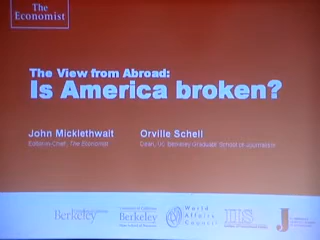 The
Economist
The View from Abroad:
Is America broken?
John Micklethwait Orville Schell
Editor-in-Chief, The Economist Dean, UC Berkeley Graduate School of Journalism
Berkeley Berkeley World
Affairs
Council IIS J